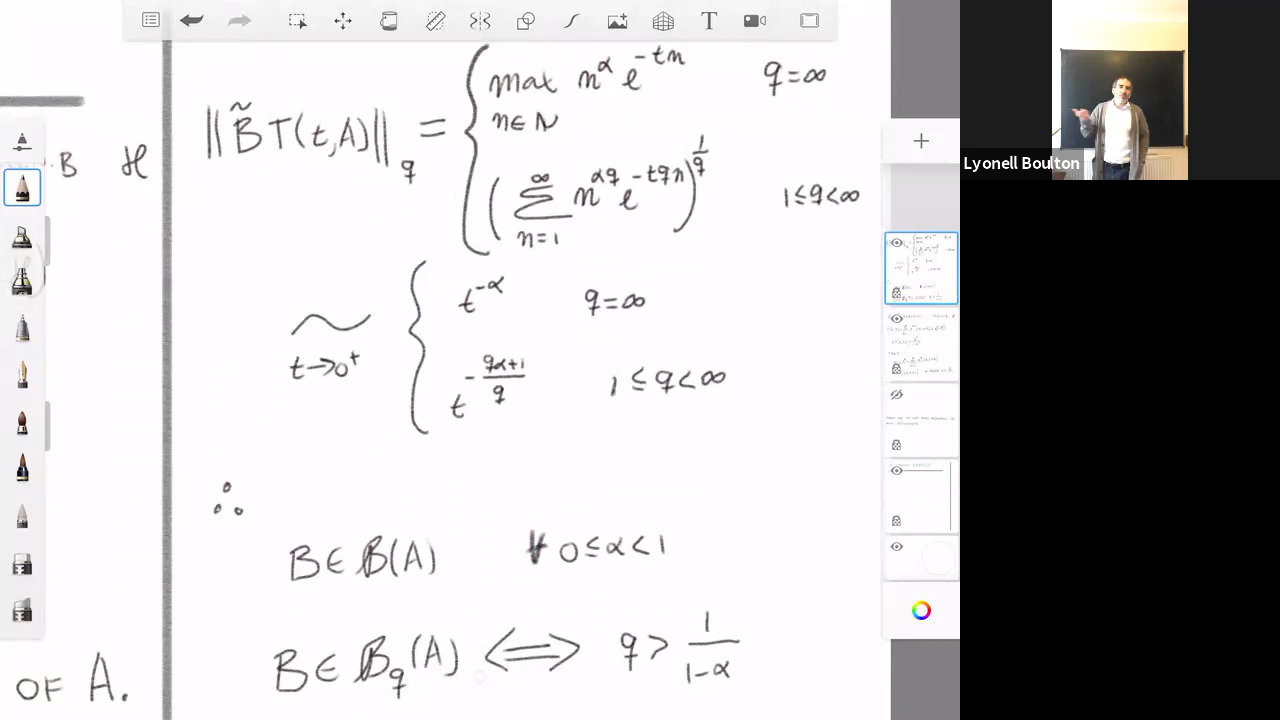 ‖B̃ T(t,A)‖_q = { max n^α e^{-tn}   q=∞
n∈N
( ∑_{n=1}^{∞} n^{αq} e^{-tqn} )^{1/q}   1≤q<∞
∼_{t→0⁺} { t^{-α}   q=∞
t^{-(qα+1)/q}   1≤q<∞
∴
B∈𝓑(A)   ∀ 0≤α<1
B∈𝓑_q(A) ⟺ q> 1/(1-α)
B ℋ
OF A.
T
Lyonell Boulton